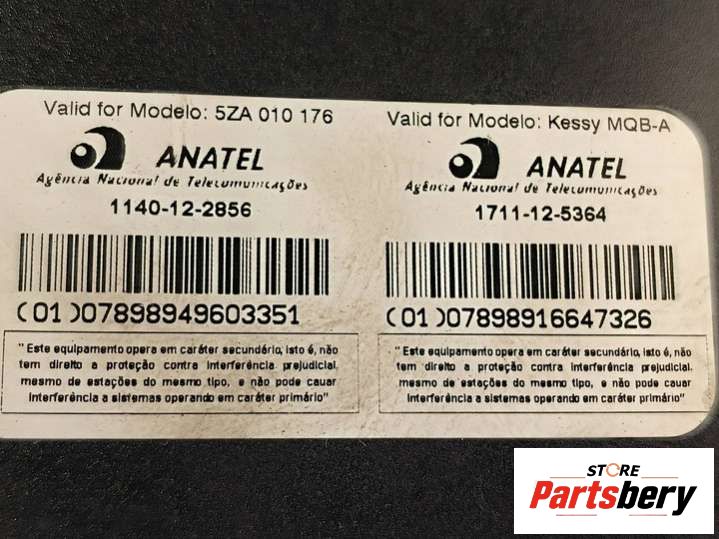 Valid for Modelo: 5ZA 010 176
ANATEL
Agência Nacional de Telecomunicações
1140-12-2856
(01)07898949603351
"Este equipamento opera em caráter secundário, isto é, não
tem direito a proteção contra interferência prejudicial,
mesmo de estações do mesmo tipo, e não pode cauar
interferência a sistemas operando em caráter primário"
Valid for Modelo: Kessy MQB-A
ANATEL
Agência Nacional de Telecomunicações
1711-12-5364
(01)07898916647326
"Este equipamento opera em caráter secundário, isto é, não
tem direito a proteção contra interferência prejudicial,
mesmo de estações do mesmo tipo, e não pode cauar
interferência a sistemas operando em caráter primário"
STORE
Partsbery